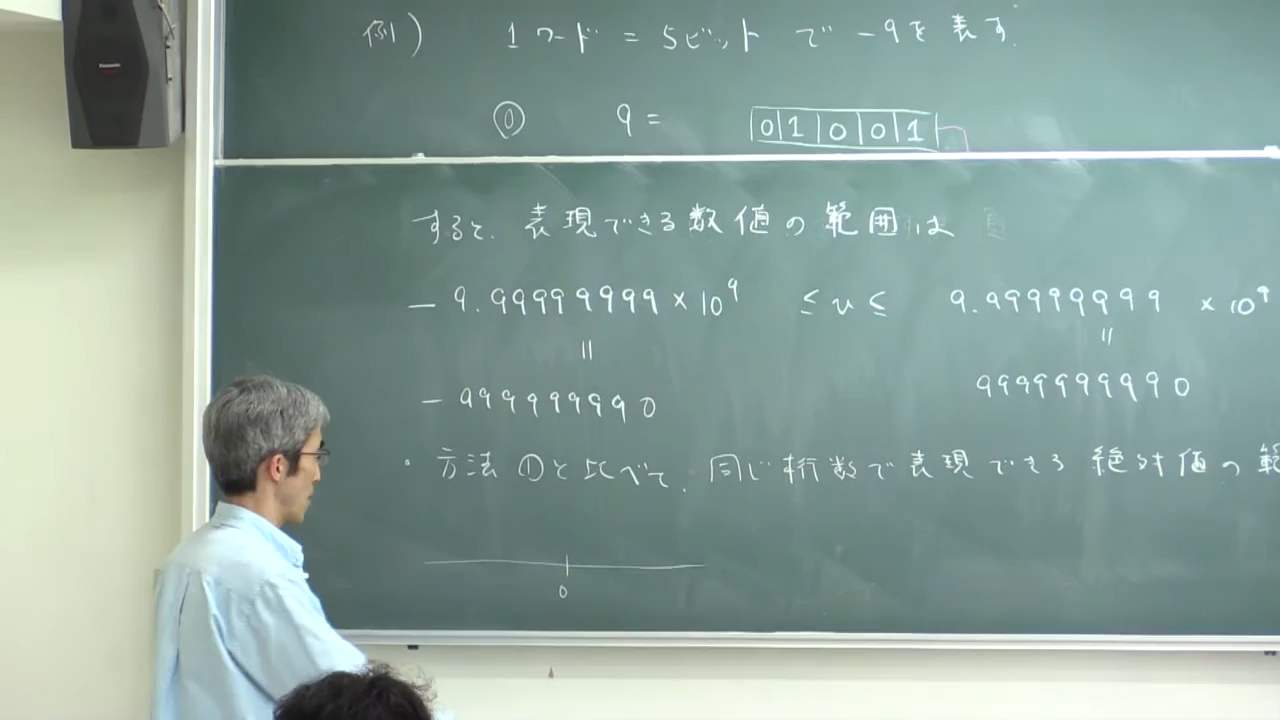 Panasonic
例) 1ワード = 5ビット で −9を表す.
⓪ 9 = 0 1 0 0 1
すると、表現できる数値の範囲は
− 9.99999999 × 10⁹ ≤ u ≤ 9.99999999 × 10⁹
|| ||
− 9999999990 9999999990
・方法①と比べて、同じ桁数で表現できる絶対値の範
0